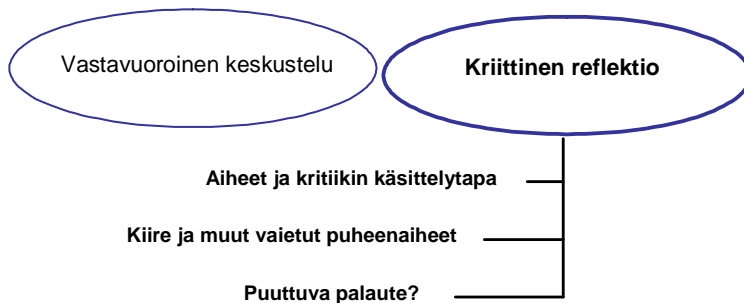 Vastavuoroinen keskustelu
Kriittinen reflektio
Aiheet ja kritiikin käsittelytapa
Kiire ja muut vaietut puheenaiheet
Puuttuva palaute?